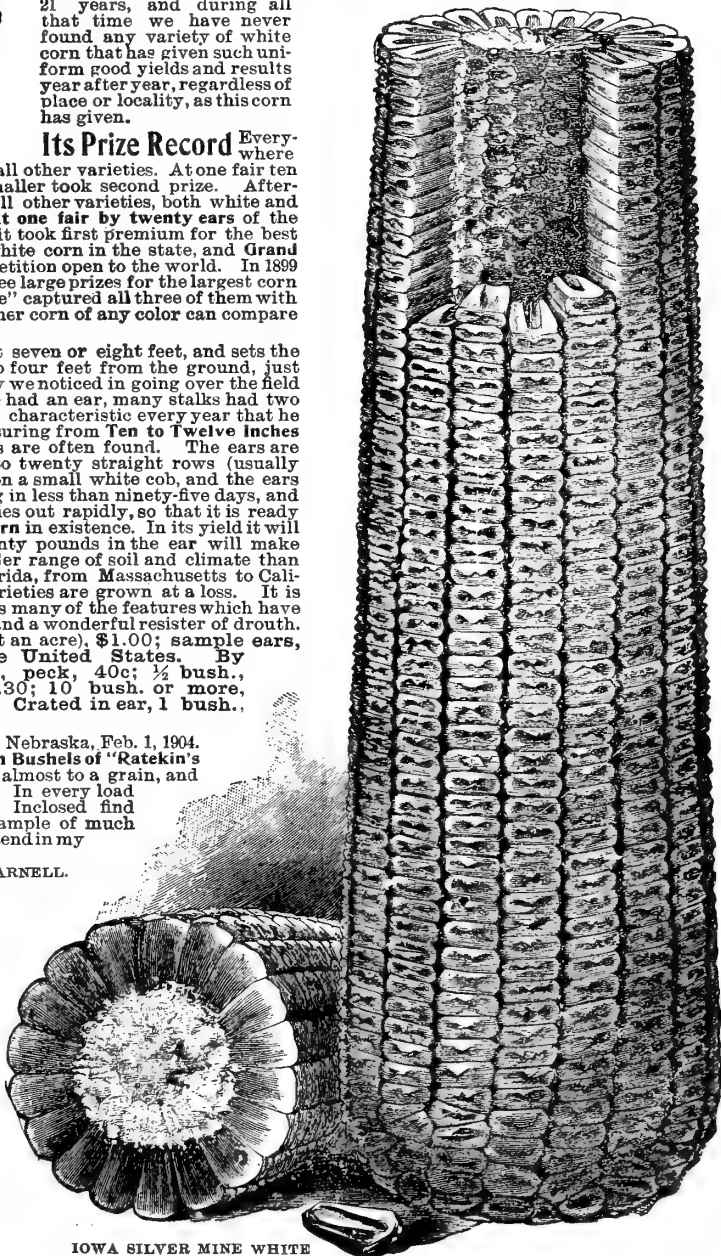 21 years, and during all
that time we have never
found any variety of white
corn that has given such uni-
form good yields and results
year after year, regardless of
place or locality, as this corn
has given.
Its Prize Record Every-
where
all other varieties. At one fair ten
maller took second prize. After-
ll other varieties, both white and
t one fair by twenty ears of the
it took first premium for the best
hite corn in the state, and Grand
etition open to the world. In 1899
ee large prizes for the largest corn
e" captured all three of them with
her corn of any color can compare
seven or eight feet, and sets the
o four feet from the ground, just
y we noticed in going over the field
had an ear, many stalks had two
characteristic every year that he
suring from Ten to Twelve Inches
s are often found. The ears are
o twenty straight rows (usually
n a small white cob, and the ears
g in less than ninety-five days, and
ies out rapidly, so that it is ready
rn in existence. In its yield it will
nty pounds in the ear will make
der range of soil and climate than
rida, from Massachusetts to Cali-
rieties are grown at a loss. It is
s many of the features which have
and a wonderful resister of drouth.
t an acre), $1.00; sample ears,
e United States. By
, peck, 40c; ½ bush.,
.30; 10 bush. or more,
Crated in ear, 1 bush.,
Nebraska, Feb. 1, 1904.
n Bushels of "Ratekin's
almost to a grain, and
In every load
Inclosed find
ample of much
send in my
ARNELL.
IOWA SILVER MINE WHITE